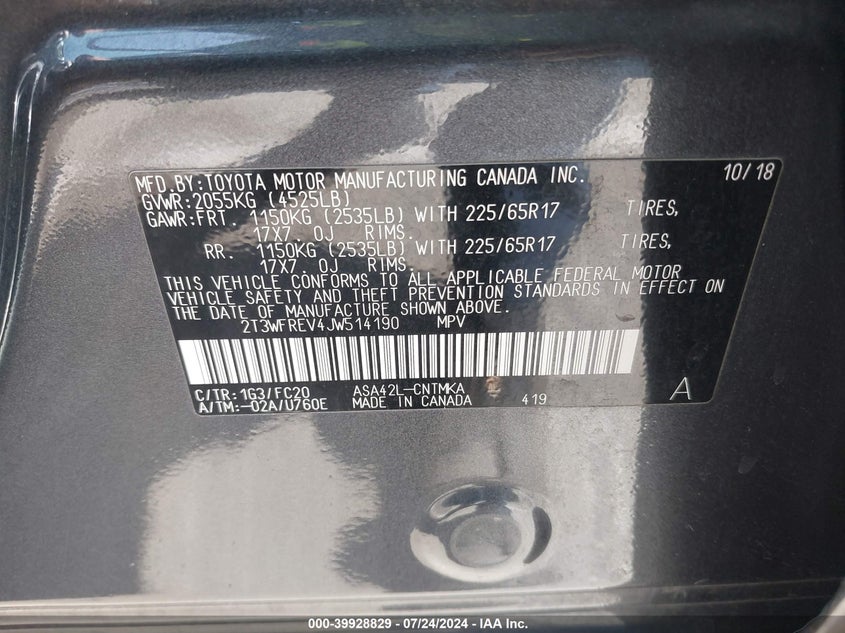 MFD.BY:TOYOTA MOTOR MANUFACTURING CANADA INC. 10/18
GVWR:2055KG (4525LB)
GAWR:FRT. 1150KG (2535LB) WITH 225/65R17 TIRES,
17X7 0J RIMS.
RR. 1150KG (2535LB) WITH 225/65R17 TIRES,
17X7 0J RIMS.
THIS VEHICLE CONFORMS TO ALL APPLICABLE FEDERAL MOTOR
VEHICLE SAFETY AND THEFT PREVENTION STANDARDS IN EFFECT ON
THE DATE OF MANUFACTURE SHOWN ABOVE.
2T3WFREV4JW514190 MPV
C/TR:1G3/FC20 ASA42L-CNTMKA
A/TM:-02A/U760E MADE IN CANADA 419 A
000-39928829 / 07/24/2024 - © IAA Inc.